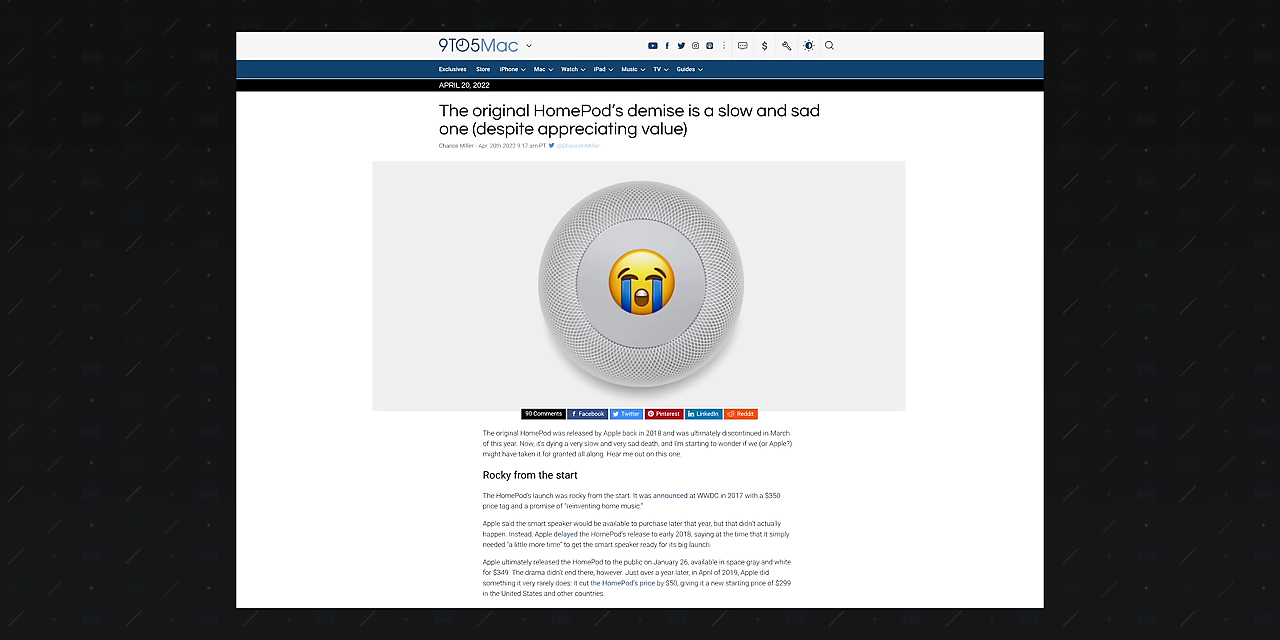 9TO5Mac
Exclusives Store iPhone Mac Watch iPad Music TV Guides
APRIL 20, 2022
The original HomePod's demise is a slow and sad
one (despite appreciating value)
Chance Miller - Apr. 20th 2022 9:17 am PT @ChanceHMiller
90 Comments Facebook Twitter Pinterest LinkedIn Reddit
The original HomePod was released by Apple back in 2018 and was ultimately discontinued in March
of this year. Now, it's dying a very slow and very sad death, and I'm starting to wonder if we (or Apple?)
might have taken it for granted all along. Hear me out on this one.
Rocky from the start
The HomePod's launch was rocky from the start. It was announced at WWDC in 2017 with a $350
price tag and a promise of "reinventing home music."
Apple said the smart speaker would be available to purchase later that year, but that didn't actually
happen. Instead, Apple delayed the HomePod's release to early 2018, saying at the time that it simply
needed "a little more time" to get the smart speaker ready for its big launch.
Apple ultimately released the HomePod to the public on January 26, available in space gray and white
for $349. The drama didn't end there, however. Just over a year later, in April of 2019, Apple did
something it very rarely does: it cut the HomePod's price by $50, giving it a new starting price of $299
in the United States and other countries.